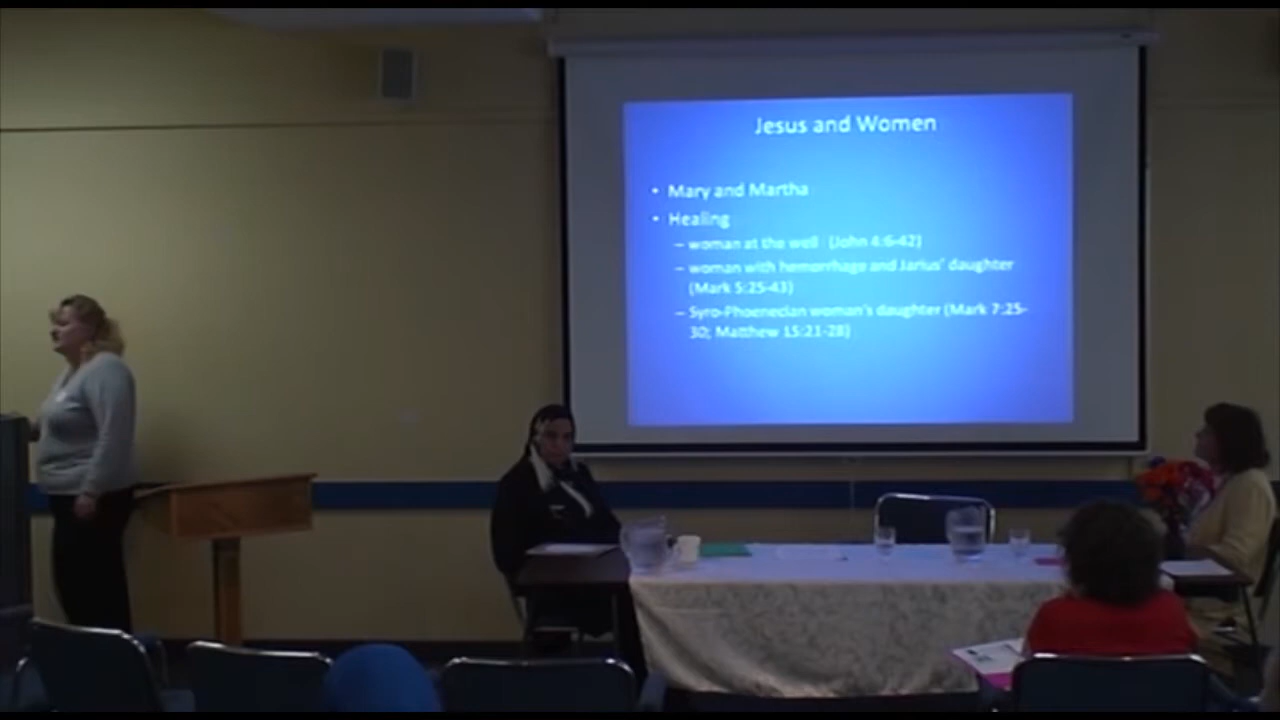 Jesus and Women
• Mary and Martha
• Healing
– woman at the well (John 4:6-42)
– woman with hemorrhage and Jarius' daughter
(Mark 5:25-43)
– Syro-Phoenecian woman's daughter (Mark 7:25-
30; Matthew 15:21-28)